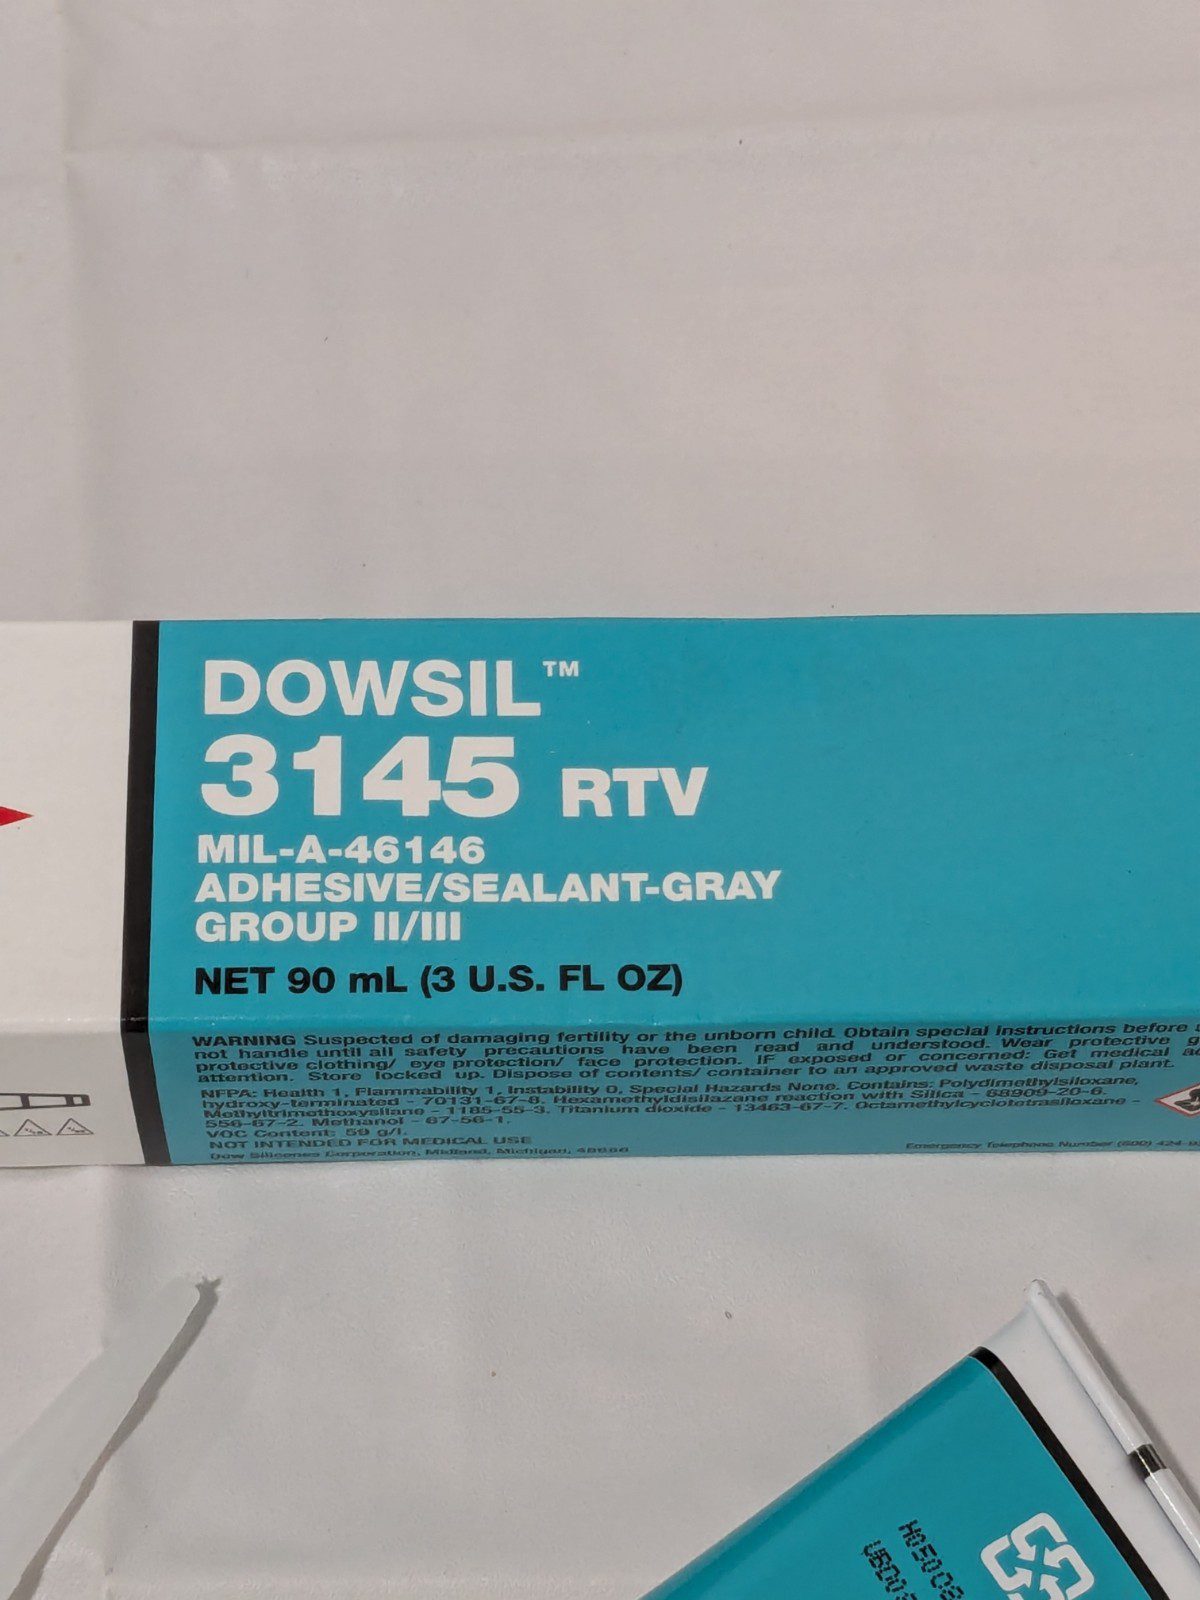 DOWSIL™
3145 RTV
MIL-A-46146
ADHESIVE/SEALANT-GRAY
GROUP II/III
NET 90 mL (3 U.S. FL OZ)
WARNING Suspected of damaging fertility or the unborn child. Obtain special instructions before
not handle until all safety precautions have been read and understood. Wear protective
protective clothing/ eye protection/ face protection. IF exposed or concerned: Get medical
attention. Store locked up. Dispose of contents/ container to an approved waste disposal plant.
NFPA: Health 1, Flammability 1, Instability 0, Special Hazards None. Contains: Polydimethylsiloxane,
hydroxy-terminated - 70131-67-8. Hexamethyldisilazane reaction with Silica - 68909-20-6.
Methyltrimethoxysilane - 1185-55-3. Titanium dioxide - 13463-67-7. Octamethylcyclotetrasiloxane -
556-67-2. Methanol - 67-56-1.
VOC Content: 59 g/l.
NOT INTENDED FOR MEDICAL USE
Dow Silicones Corporation, Midland, Michigan, 48686
Emergency Telephone Number (800) 424-